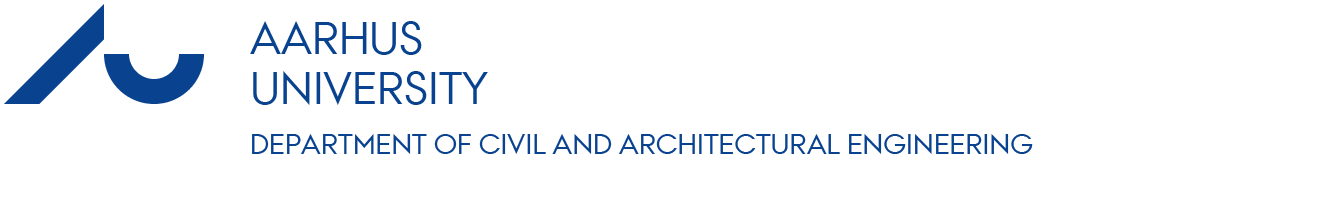 AARHUS
UNIVERSITY
DEPARTMENT OF CIVIL AND ARCHITECTURAL ENGINEERING